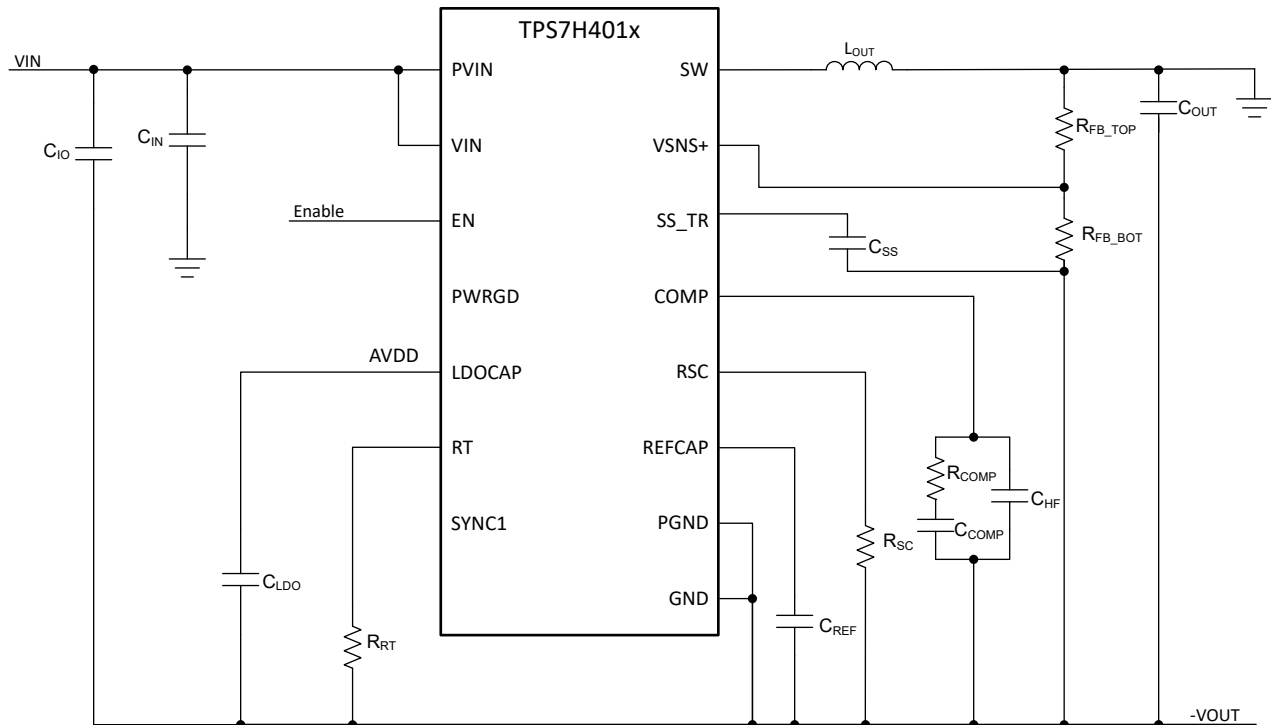 TPS7H401x
VIN
PVIN
SW
LOUT
CIO
CIN
VIN
VSNS+
RFB_TOP
COUT
Enable
EN
SS_TR
CSS
RFB_BOT
PWRGD
COMP
AVDD
LDOCAP
RSC
RT
REFCAP
RCOMP
CHF
SYNC1
PGND
RSC
CCOMP
CLDO
GND
RRT
CREF
-VOUT